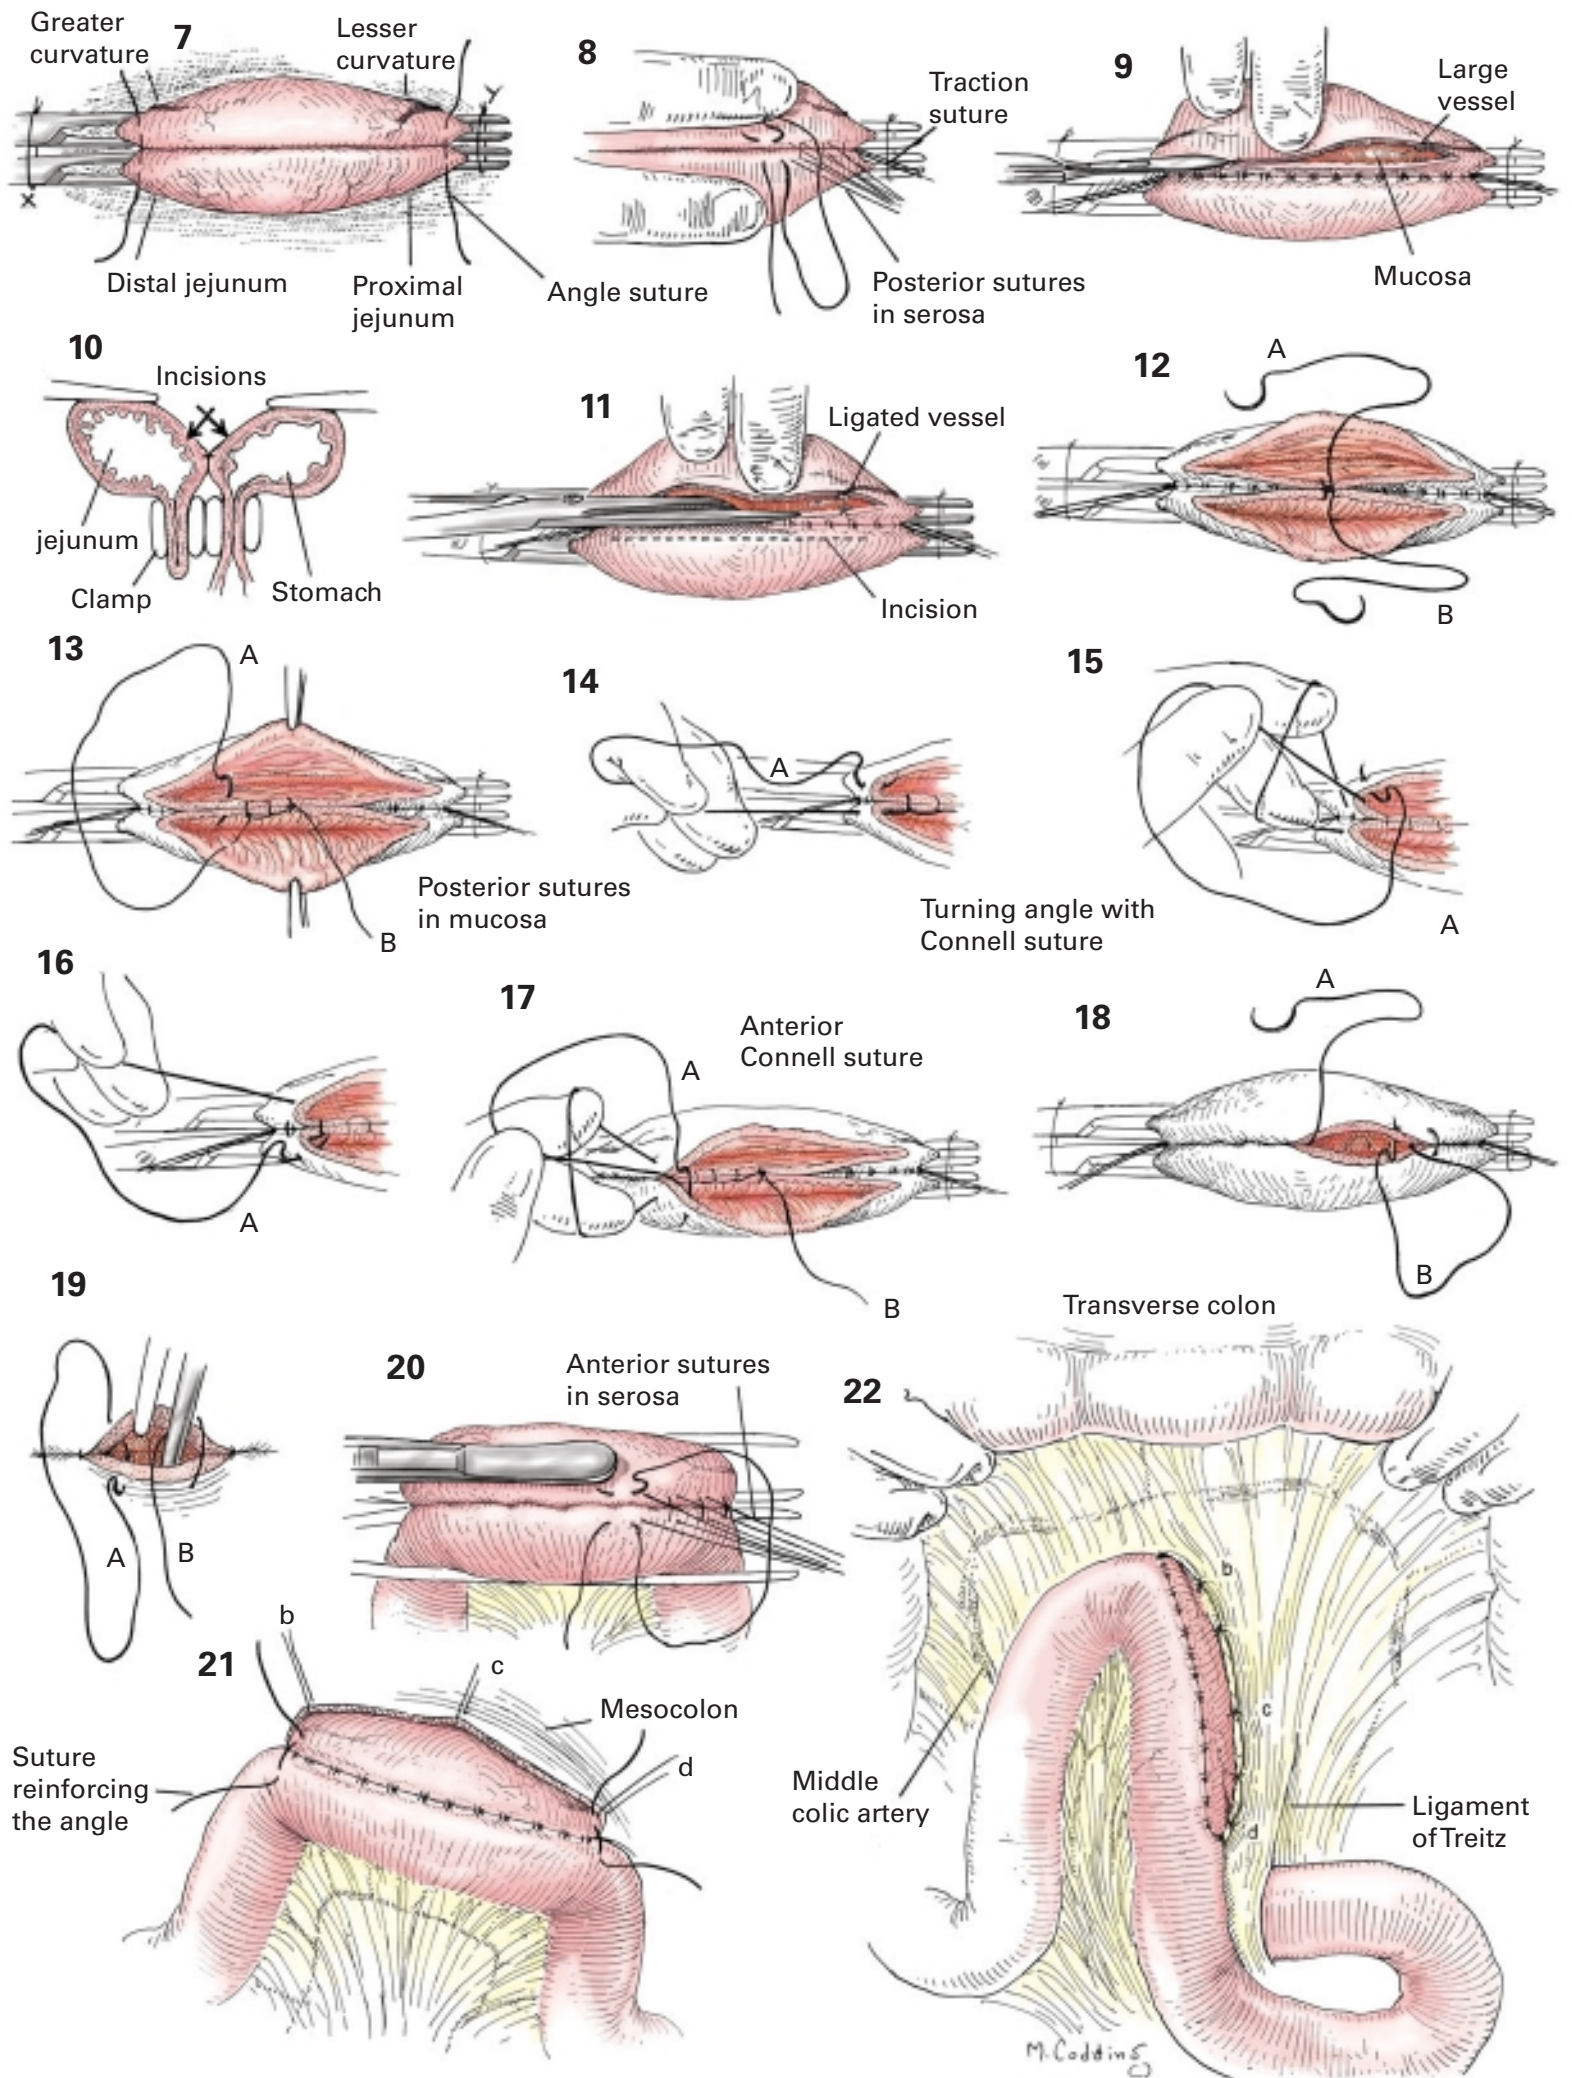 Greater
curvature
7
Lesser
curvature
x
y
Distal jejunum
Proximal
jejunum
Angle suture
8
Traction
suture
Posterior sutures
in serosa
9
Large
vessel
Mucosa
10
Incisions
jejunum
Clamp
Stomach
11
Ligated vessel
Incision
12
A
B
13
A
Posterior sutures
in mucosa
B
14
A
15
Turning angle with
Connell suture
A
16
A
17
Anterior
Connell suture
A
B
18
A
B
19
A
B
20
Anterior sutures
in serosa
21
b
c
Mesocolon
d
Suture
reinforcing
the angle
22
Transverse colon
b
c
d
Middle
colic artery
Ligament
of Treitz